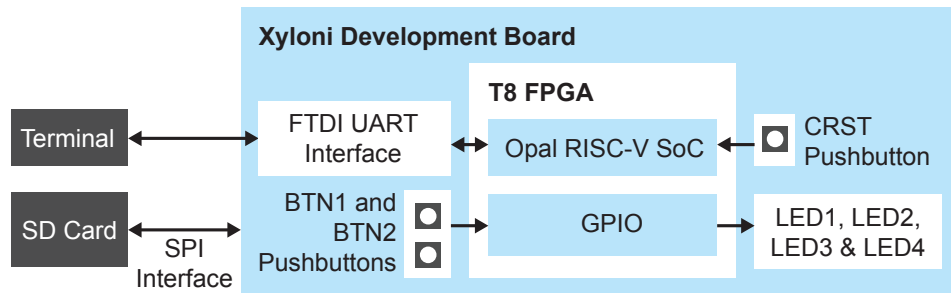 Xyloni Development Board
T8 FPGA
Terminal
FTDI UART
Interface
Opal RISC-V SoC
CRST
Pushbutton
SD Card
SPI
Interface
BTN1 and
BTN2
Pushbuttons
GPIO
LED1, LED2,
LED3 & LED4